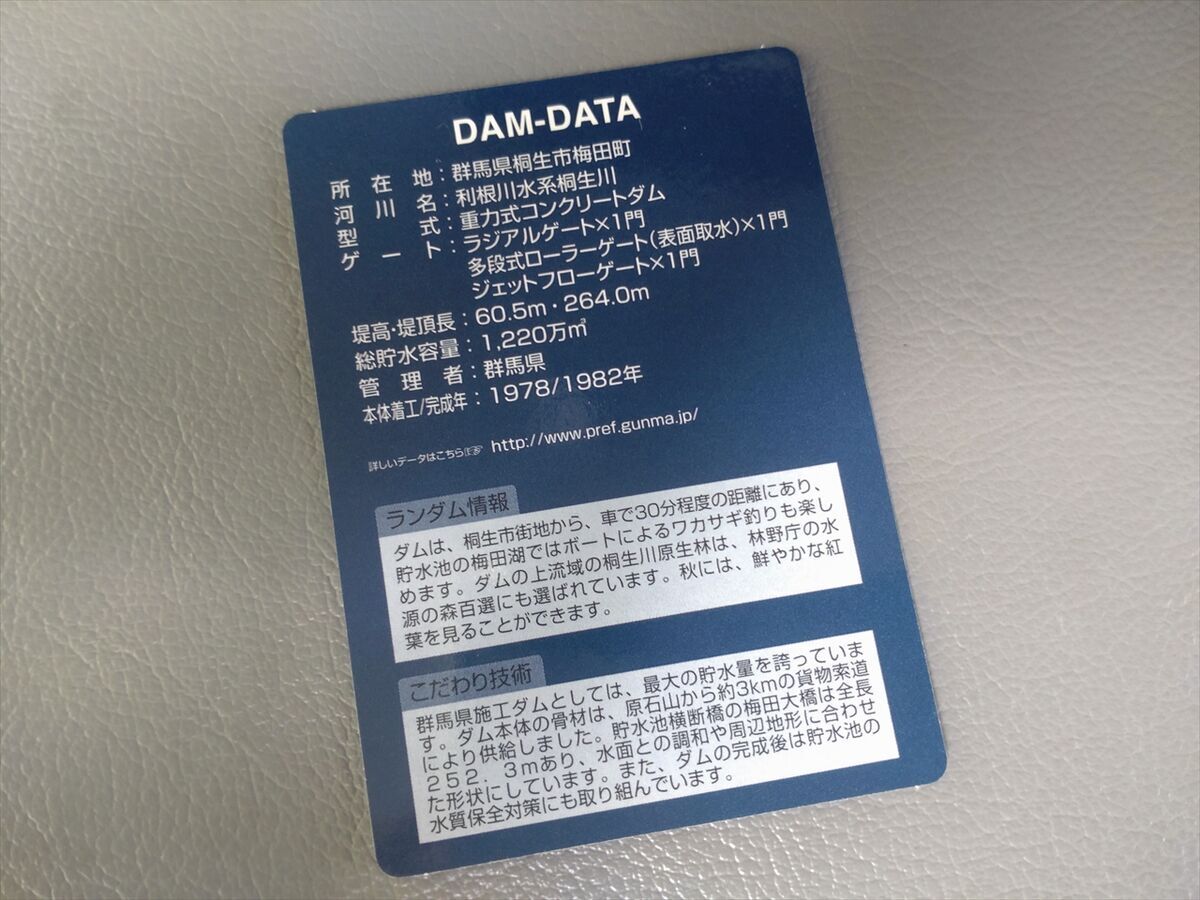 DAM-DATA
所在地：群馬県桐生市梅田町
河川名：利根川水系桐生川
型式：重力式コンクリートダム
ゲート：ラジアルゲート×1門
多段式ローラーゲート(表面取水)×1門
ジェットフローゲート×1門
堤高・堤頂長：60.5m・264.0m
総貯水容量：1,220万㎥
管理者：群馬県
本体着工/完成年：1978/1982年
詳しいデータはこちら☞ http://www.pref.gunma.jp/
ランダム情報
ダムは、桐生市街地から、車で30分程度の距離にあり、
貯水池の梅田湖ではボートによるワカサギ釣りも楽し
めます。ダムの上流域の桐生川原生林は、林野庁の水
源の森百選にも選ばれています。秋には、鮮やかな紅
葉を見ることができます。
こだわり技術
群馬県施工ダムとしては、最大の貯水量を誇っていま
す。ダム本体の骨材は、原石山から約3kmの貨物索道
により供給しました。貯水池横断橋の梅田大橋は全長
252．3mあり、水面との調和や周辺地形に合わせ
た形状にしています。また、ダムの完成後は貯水池の
水質保全対策にも取り組んでいます。